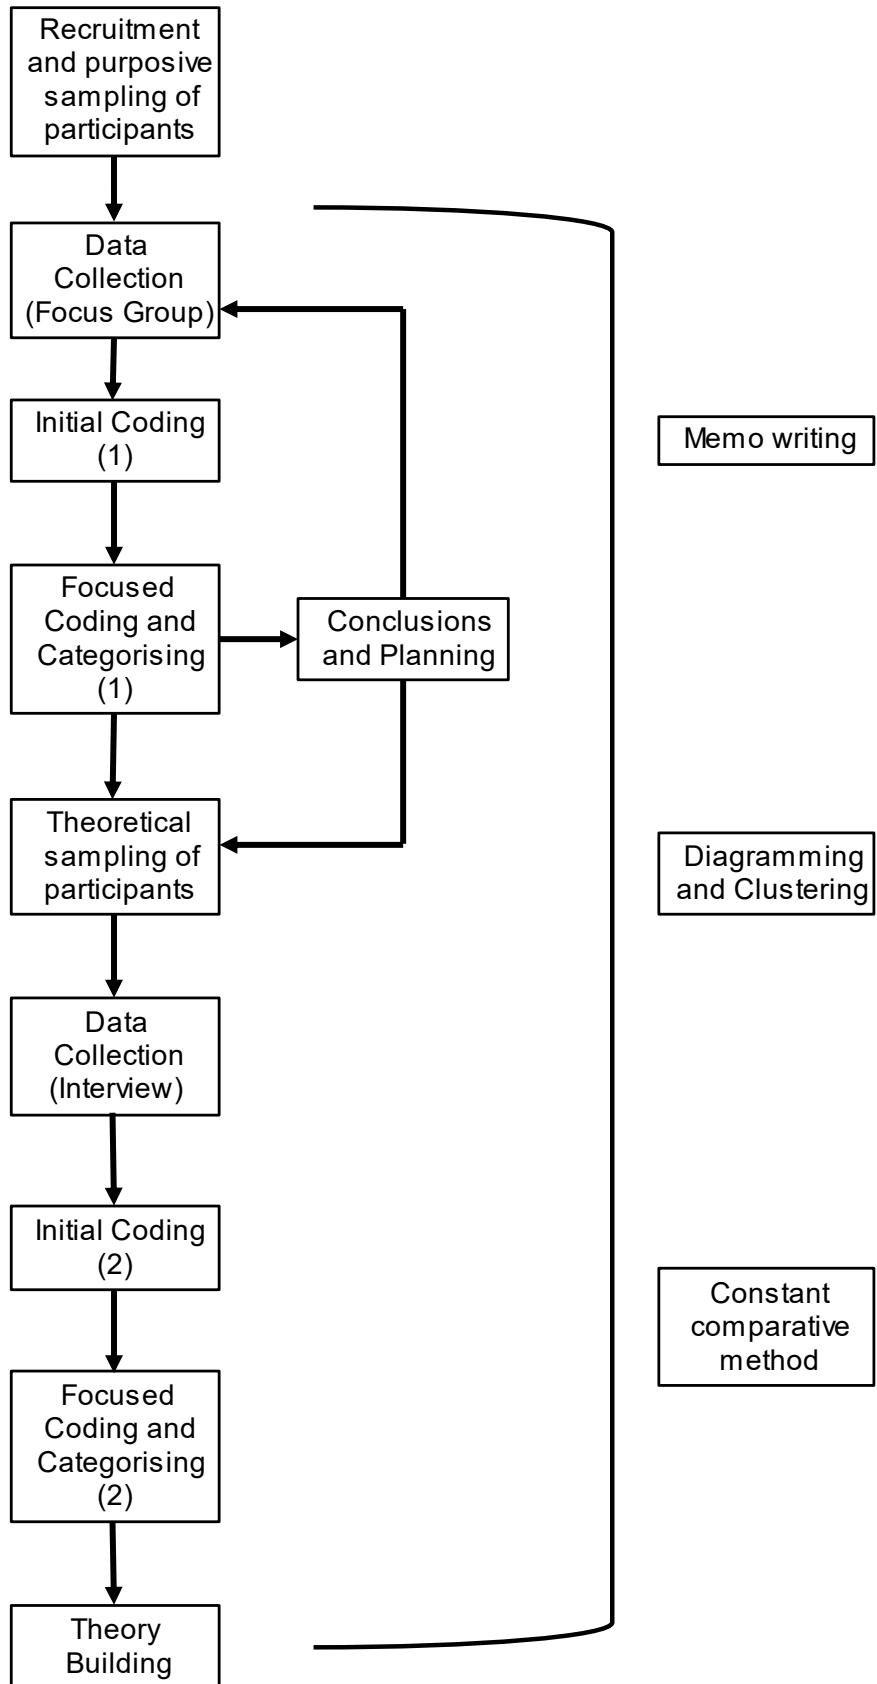 Recruitment
and purposive
sampling of
participants
Data
Collection
(Focus Group)
Initial Coding
(1)
Memo writing
Focused
Coding and
Categorising
(1)
Conclusions
and Planning
Theoretical
sampling of
participants
Diagramming
and Clustering
Data
Collection
(Interview)
Initial Coding
(2)
Constant
comparative
method
Focused
Coding and
Categorising
(2)
Theory
Building